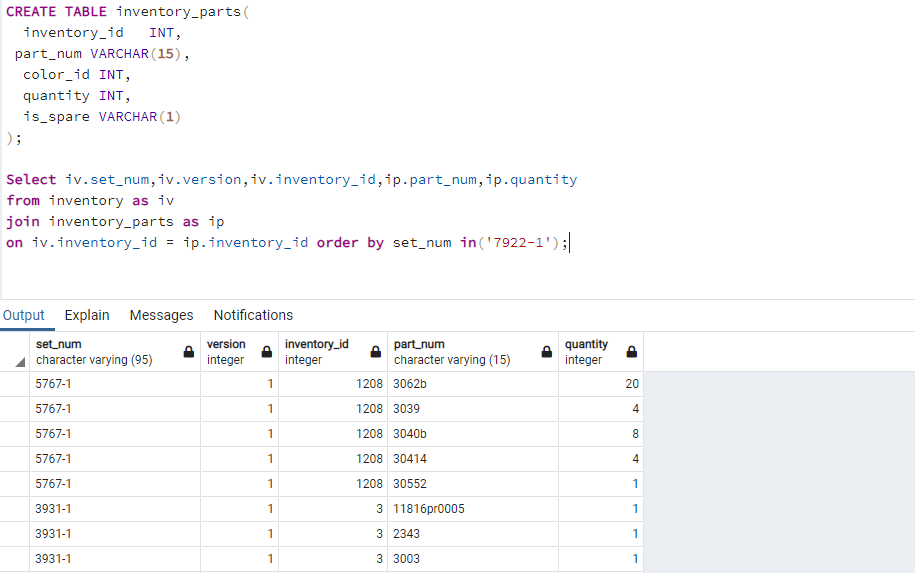 CREATE TABLE inventory_parts(
inventory_id INT,
part_num VARCHAR(15),
color_id INT,
quantity INT,
is_spare VARCHAR(1)
);
Select iv.set_num,iv.version,iv.inventory_id,ip.part_num,ip.quantity
from inventory as iv
join inventory_parts as ip
on iv.inventory_id = ip.inventory_id order by set_num in('7922-1');
Output Explain Messages Notifications
set_num version inventory_id part_num quantity
character varying (95) integer integer character varying (15) integer
5767-1 1 1208 3062b 20
5767-1 1 1208 3039 4
5767-1 1 1208 3040b 8
5767-1 1 1208 30414 4
5767-1 1 1208 30552 1
3931-1 1 3 11816pr0005 1
3931-1 1 3 2343 1
3931-1 1 3 3003 1